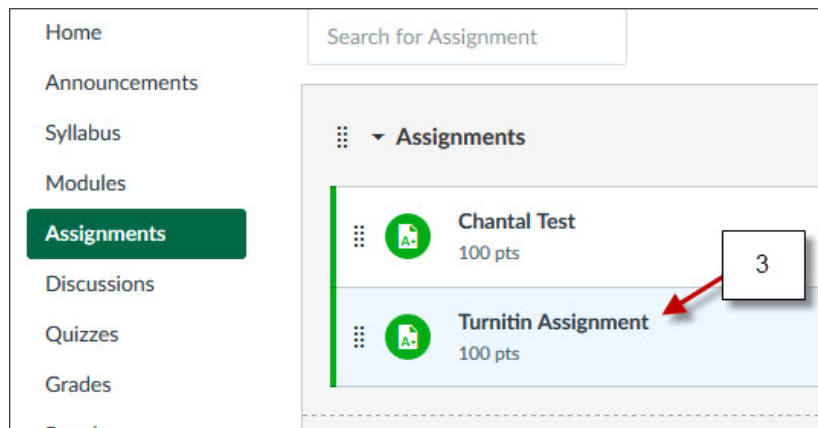 Home
Announcements
Syllabus
Modules
Assignments
Discussions
Quizzes
Grades
Search for Assignment
Assignments
A+
Chantal Test
100 pts
A+
Turnitin Assignment
100 pts
3